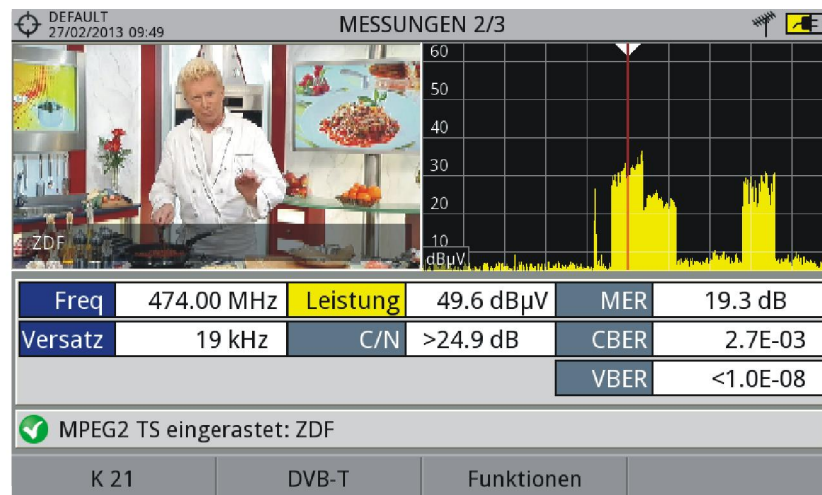 DEFAULT
27/02/2013 09:49
MESSUNGEN 2/3
60
50
40
30
20
10
dBµV
ZDF
Freq 474.00 MHz Leistung 49.6 dBµV MER 19.3 dB
Versatz 19 kHz C/N >24.9 dB CBER 2.7E-03
VBER <1.0E-08
MPEG2 TS eingerastet: ZDF
K 21 DVB-T Funktionen